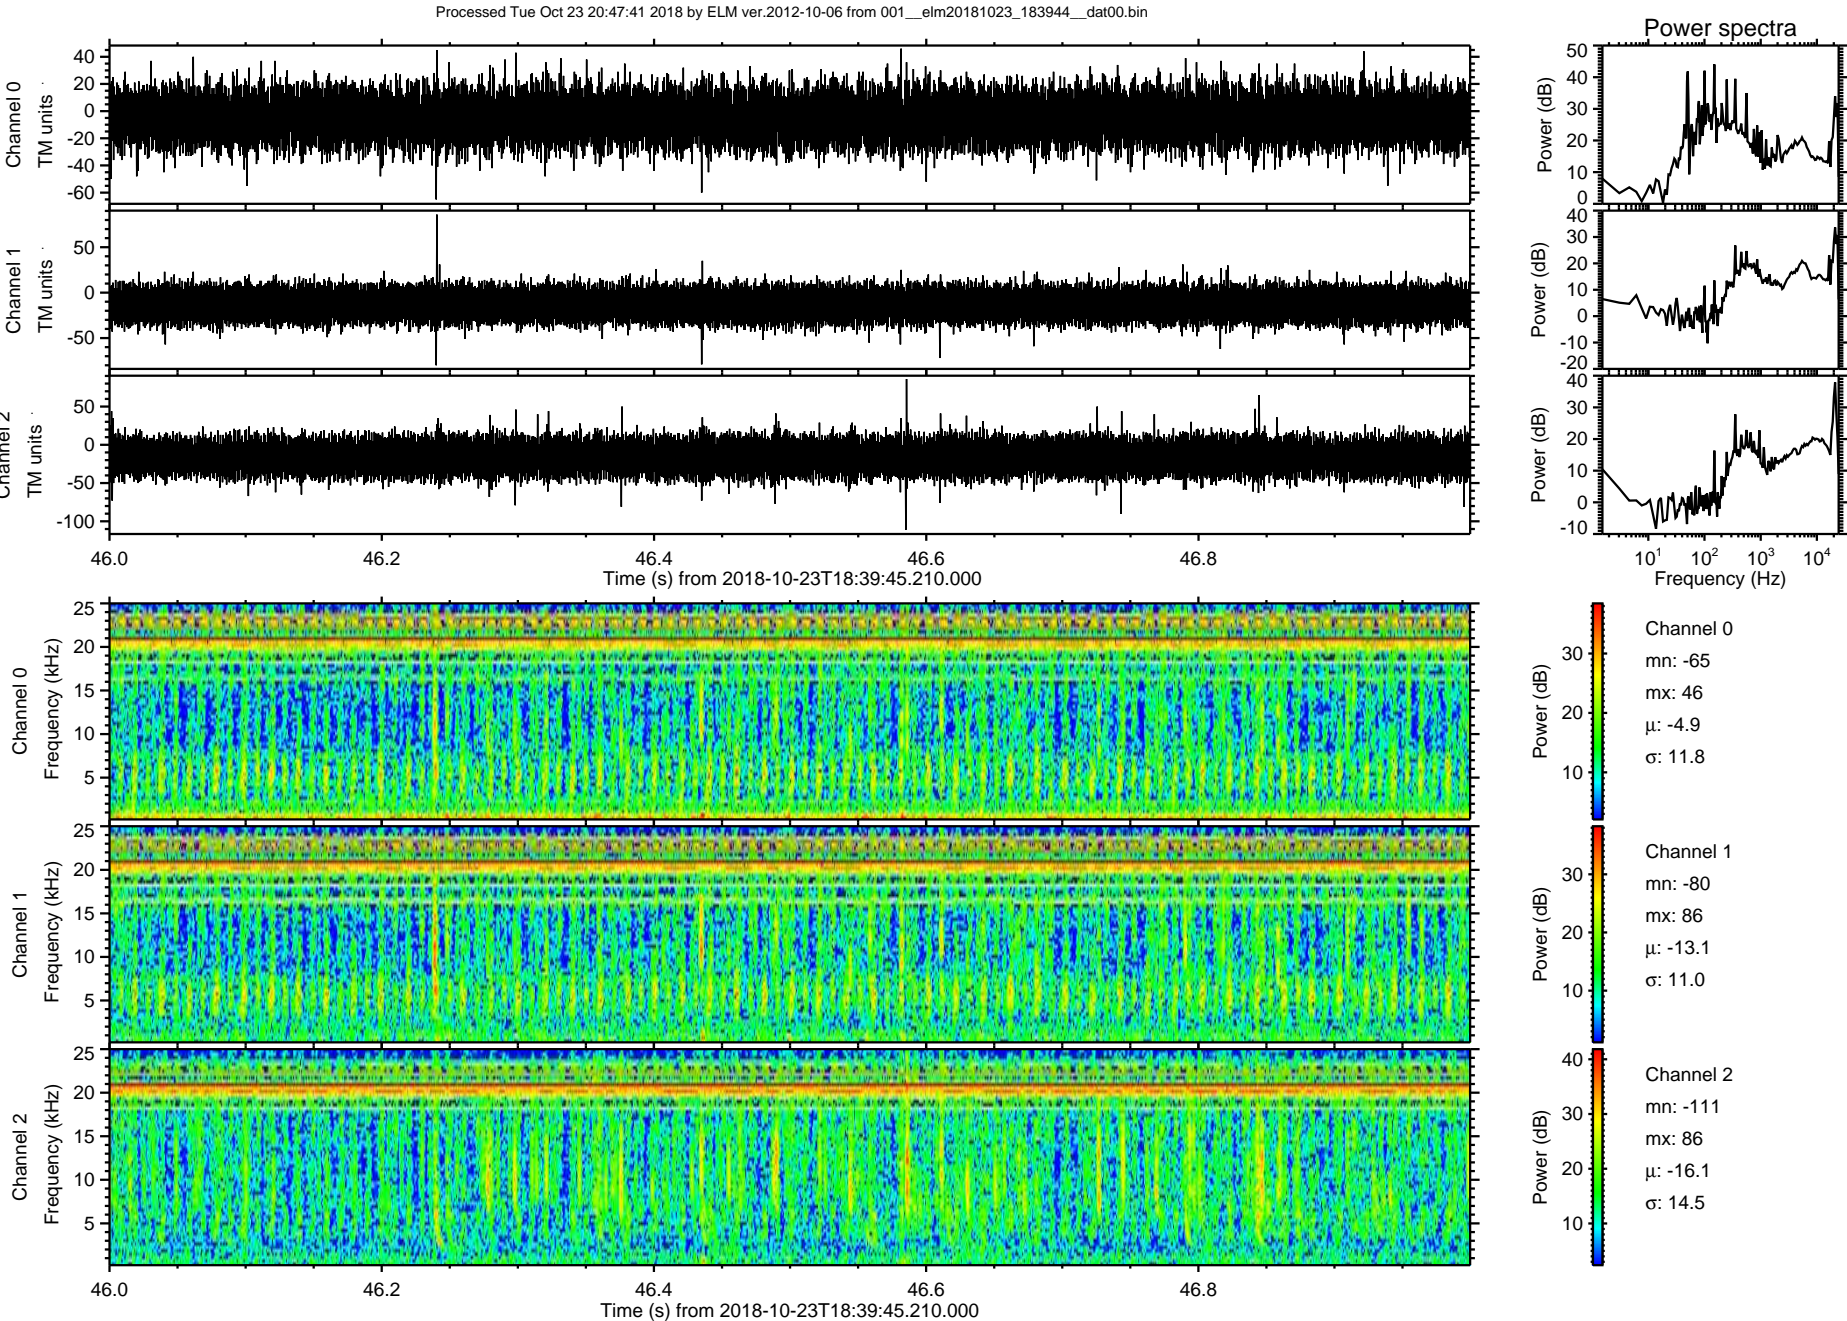 Processed Tue Oct 23 20:47:41 2018 by ELM ver.2012-10-06 from 001__elm20181023_183944__dat00.bin
Power spectra
Channel 0
TM units
40
20
0
-20
-40
-60
Power (dB)
50
40
30
20
10
0
Channel 1
TM units
50
0
-50
Power (dB)
40
30
20
10
0
-10
-20
Channel 2
TM units
50
0
-50
-100
Power (dB)
40
30
20
10
0
-10
46.0 46.2 46.4 46.6 46.8
Time (s) from 2018-10-23T18:39:45.210.000
10^1 10^2 10^3 10^4
Frequency (Hz)
Channel 0
Frequency (kHz)
25
20
15
10
5
Power (dB)
30
20
10
Channel 0
mn: -65
mx: 46
μ: -4.9
σ: 11.8
Channel 1
Frequency (kHz)
25
20
15
10
5
Power (dB)
30
20
10
Channel 1
mn: -80
mx: 86
μ: -13.1
σ: 11.0
Channel 2
Frequency (kHz)
25
20
15
10
5
Power (dB)
40
30
20
10
Channel 2
mn: -111
mx: 86
μ: -16.1
σ: 14.5
46.0 46.2 46.4 46.6 46.8
Time (s) from 2018-10-23T18:39:45.210.000